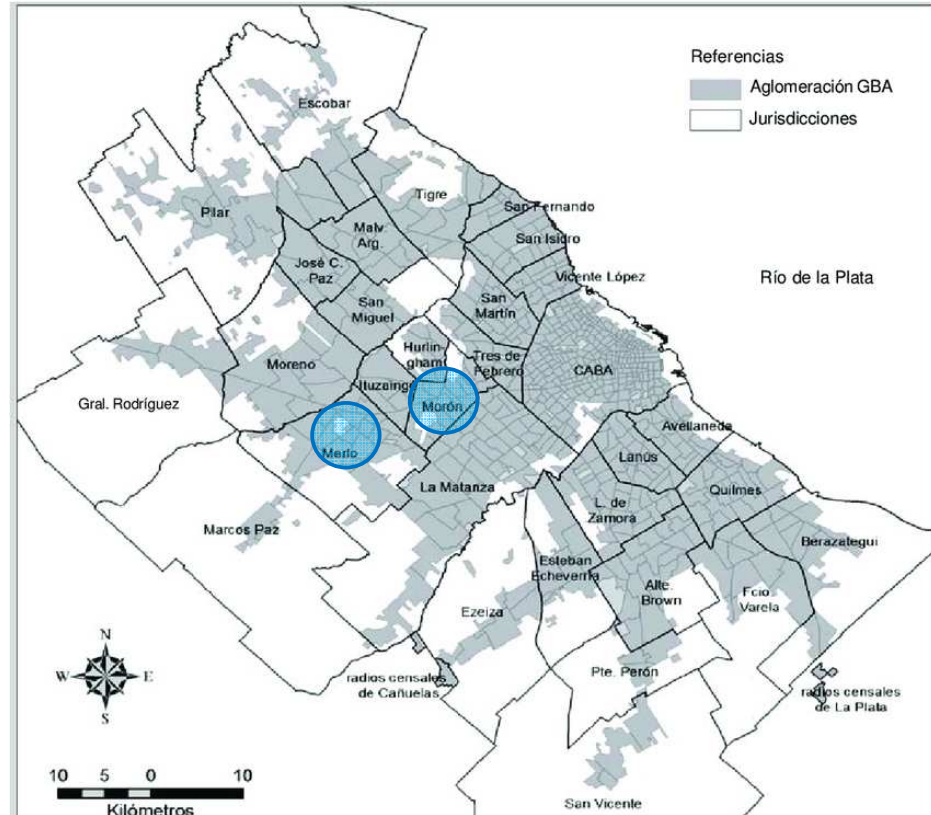 Referencias
Aglomeración GBA
Jurisdicciones
Escobar
Tigre
Pilar
San Fernando
Malv.
Arg.
San Isidro
José C.
Paz
Vicente López
Río de la Plata
San
Miguel
San
Martín
Hurlin-
gham
Tres de
Febrero
Moreno
CABA
Ituzaingo
Gral. Rodríguez
Morón
Avellaneda
Merlo
Lanús
La Matanza
Quilmes
L. de
Zamora
Marcos Paz
Berazategui
Esteban
Echeverria
Alte.
Brown
Fcio
Varela
Ezeiza
N
W
E
S
Pte. Perón
radios censales
de Cañuelas
radios censales
de La Plata
10 5 0 10
Kilómetros
San Vicente